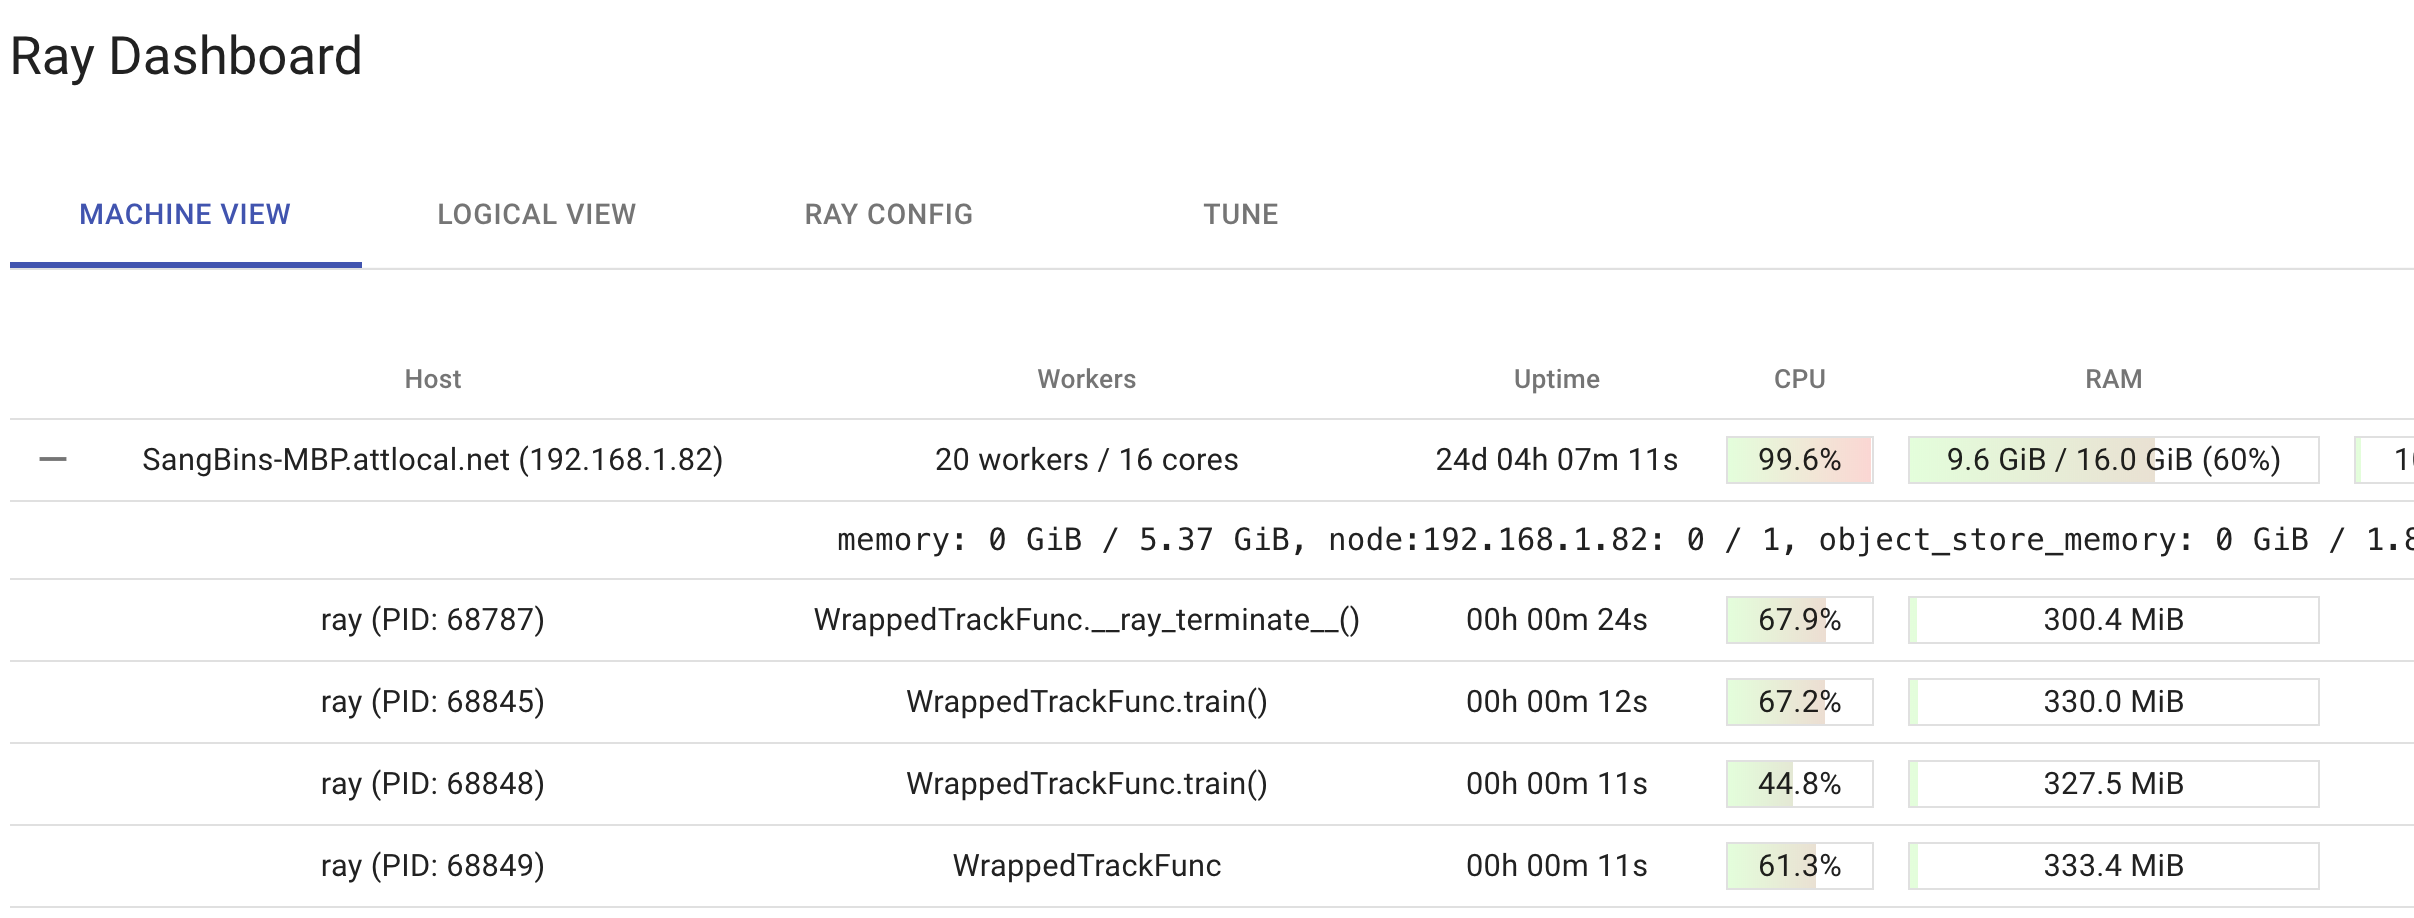 Ray Dashboard
MACHINE VIEW LOGICAL VIEW RAY CONFIG TUNE
Host Workers Uptime CPU RAM
SangBins-MBP.attlocal.net (192.168.1.82) 20 workers / 16 cores 24d 04h 07m 11s 99.6% 9.6 GiB / 16.0 GiB (60%)
memory: 0 GiB / 5.37 GiB, node:192.168.1.82: 0 / 1, object_store_memory: 0 GiB /
ray (PID: 68787) WrappedTrackFunc.__ray_terminate__() 00h 00m 24s 67.9% 300.4 MiB
ray (PID: 68845) WrappedTrackFunc.train() 00h 00m 12s 67.2% 330.0 MiB
ray (PID: 68848) WrappedTrackFunc.train() 00h 00m 11s 44.8% 327.5 MiB
ray (PID: 68849) WrappedTrackFunc 00h 00m 11s 61.3% 333.4 MiB